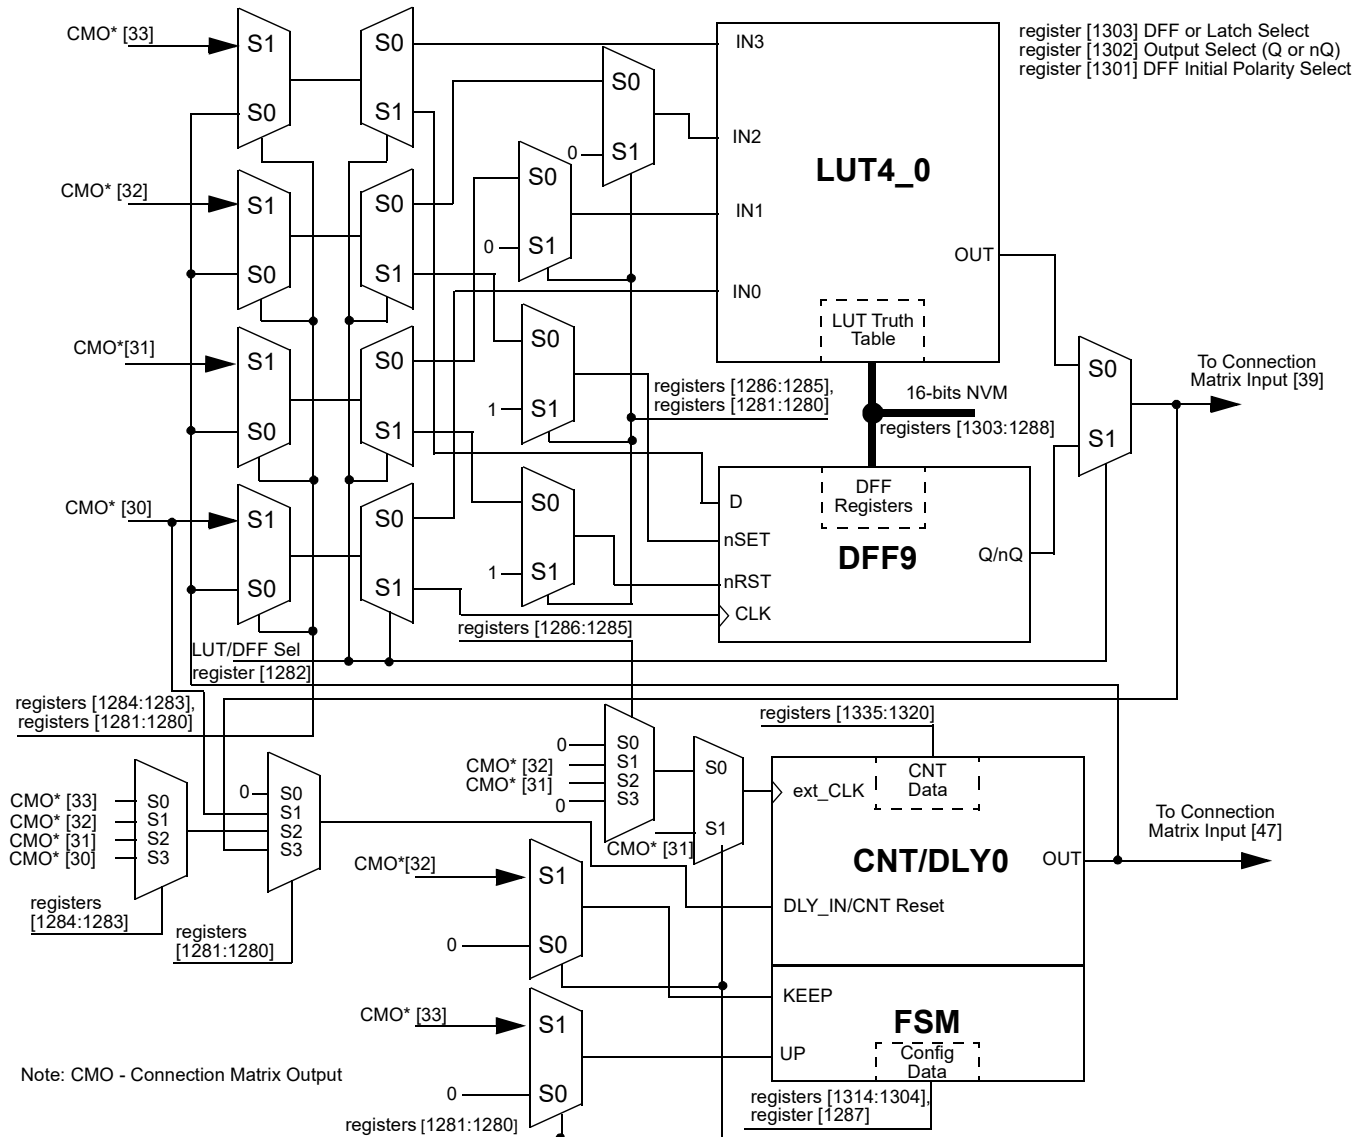 CMO* [33]
S1
S0
S0
S1
register [1303] DFF or Latch Select
register [1302] Output Select (Q or nQ)
register [1301] DFF Initial Polarity Select
IN3
IN2
IN1
IN0
LUT4_0
OUT
LUT Truth
Table
S0
0
S1
S0
0
S1
CMO* [32]
S1
S0
S0
S1
CMO*[31]
S1
S0
S0
S1
S0
1
S1
registers [1286:1285],
registers [1281:1280]
16-bits NVM
registers [1303:1288]
S0
S1
To Connection
Matrix Input [39]
CMO* [30]
S1
S0
S0
S1
S0
1
S1
D
nSET
nRST
CLK
DFF
Registers
DFF9
Q/nQ
registers [1286:1285]
LUT/DFF Sel
register [1282]
registers [1284:1283],
registers [1281:1280]
registers [1335:1320]
0
CMO* [32]
CMO* [31]
0
S0
S1
S2
S3
S0
S1
CMO* [31]
ext_CLK
CNT
Data
CNT/DLY0
OUT
To Connection
Matrix Input [47]
DLY_IN/CNT Reset
CMO* [33]
CMO* [32]
CMO* [31]
CMO* [30]
S0
S1
S2
S3
0
S0
S1
S2
S3
registers
[1284:1283]
registers
[1281:1280]
CMO*[32]
S1
0
S0
KEEP
FSM
UP
Config
Data
CMO* [33]
S1
0
S0
Note: CMO - Connection Matrix Output
registers [1281:1280]
registers [1314:1304],
register [1287]